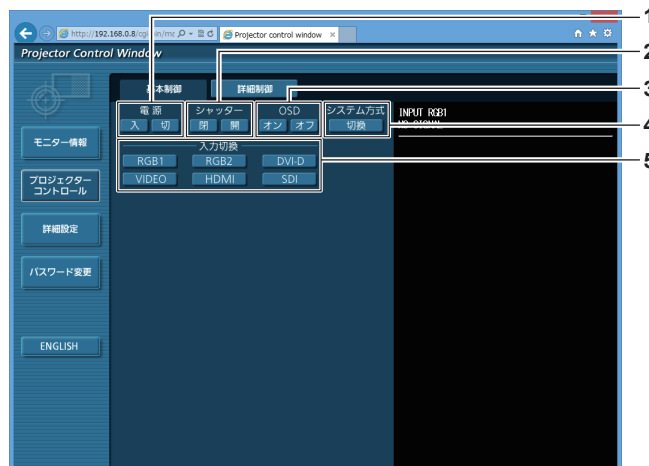 1
http://192.168.0.8/cgi-bin/mc
Projector control window
2
Projector Control Window
基本制御
詳細制御
3
電源
シャッター
OSD
システム方式
INPUT RGB1
入
切
閉
開
オン
オフ
切換
NO SIGNAL
4
モニター情報
入力切換
5
RGB1
RGB2
DVI-D
VIDEO
HDMI
SDI
プロジェクター
コントロール
詳細設定
パスワード変更
ENGLISH